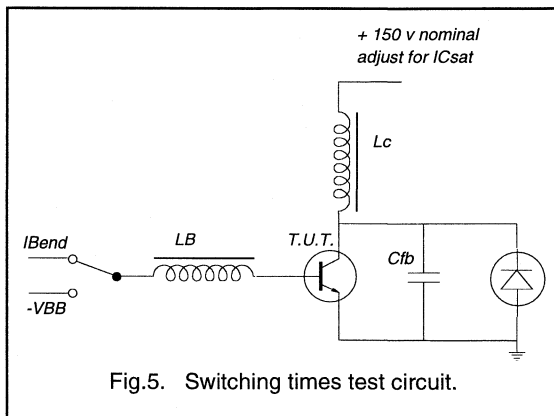 + 150 v nominal
adjust for ICsat
Lc
IBend
LB
T.U.T.
Cfb
-VBB
Fig.5. Switching times test circuit.